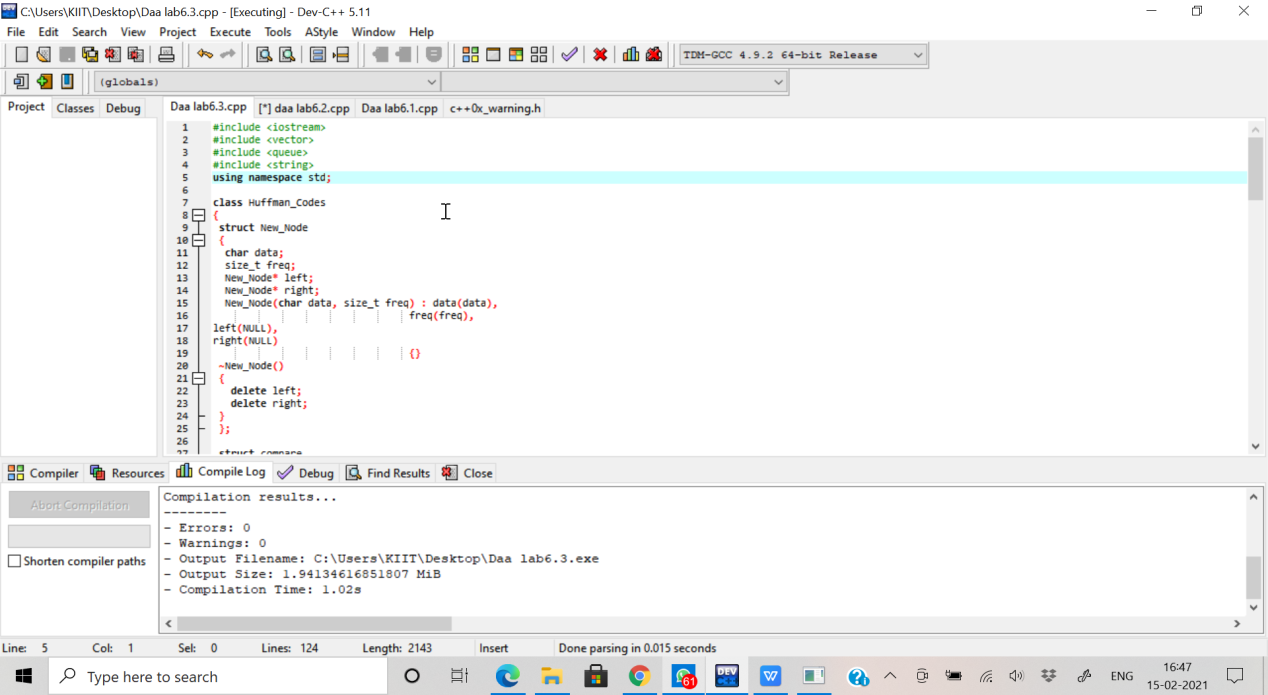 C:\Users\KIIT\Desktop\Daa lab6.3.cpp - [Executing] - Dev-C++ 5.11
File Edit Search View Project Execute Tools AStyle Window Help
TDM-GCC 4.9.2 64-bit Release
(globals)
Project Classes Debug
Daa lab6.3.cpp [*] daa lab6.2.cpp Daa lab6.1.cpp c++0x_warning.h
1 #include <iostream>
2 #include <vector>
3 #include <queue>
4 #include <string>
5 using namespace std;
6
7 class Huffman_Codes
8 {
9 struct New_Node
10 {
11 char data;
12 size_t freq;
13 New_Node* left;
14 New_Node* right;
15 New_Node(char data, size_t freq) : data(data),
16 freq(freq),
17 left(NULL),
18 right(NULL)
19 {}
20 ~New_Node()
21 {
22 delete left;
23 delete right;
24 }
25 };
26
27 struct compare
Compiler Resources Compile Log Debug Find Results Close
Abort Compilation
Shorten compiler paths
Compilation results...
--------
- Errors: 0
- Warnings: 0
- Output Filename: C:\Users\KIIT\Desktop\Daa lab6.3.exe
- Output Size: 1.94134616851807 MiB
- Compilation Time: 1.02s
Line: 5 Col: 1 Sel: 0 Lines: 124 Length: 2143 Insert Done parsing in 0.015 seconds
Type here to search
61
DEV
W
ENG
16:47
15-02-2021